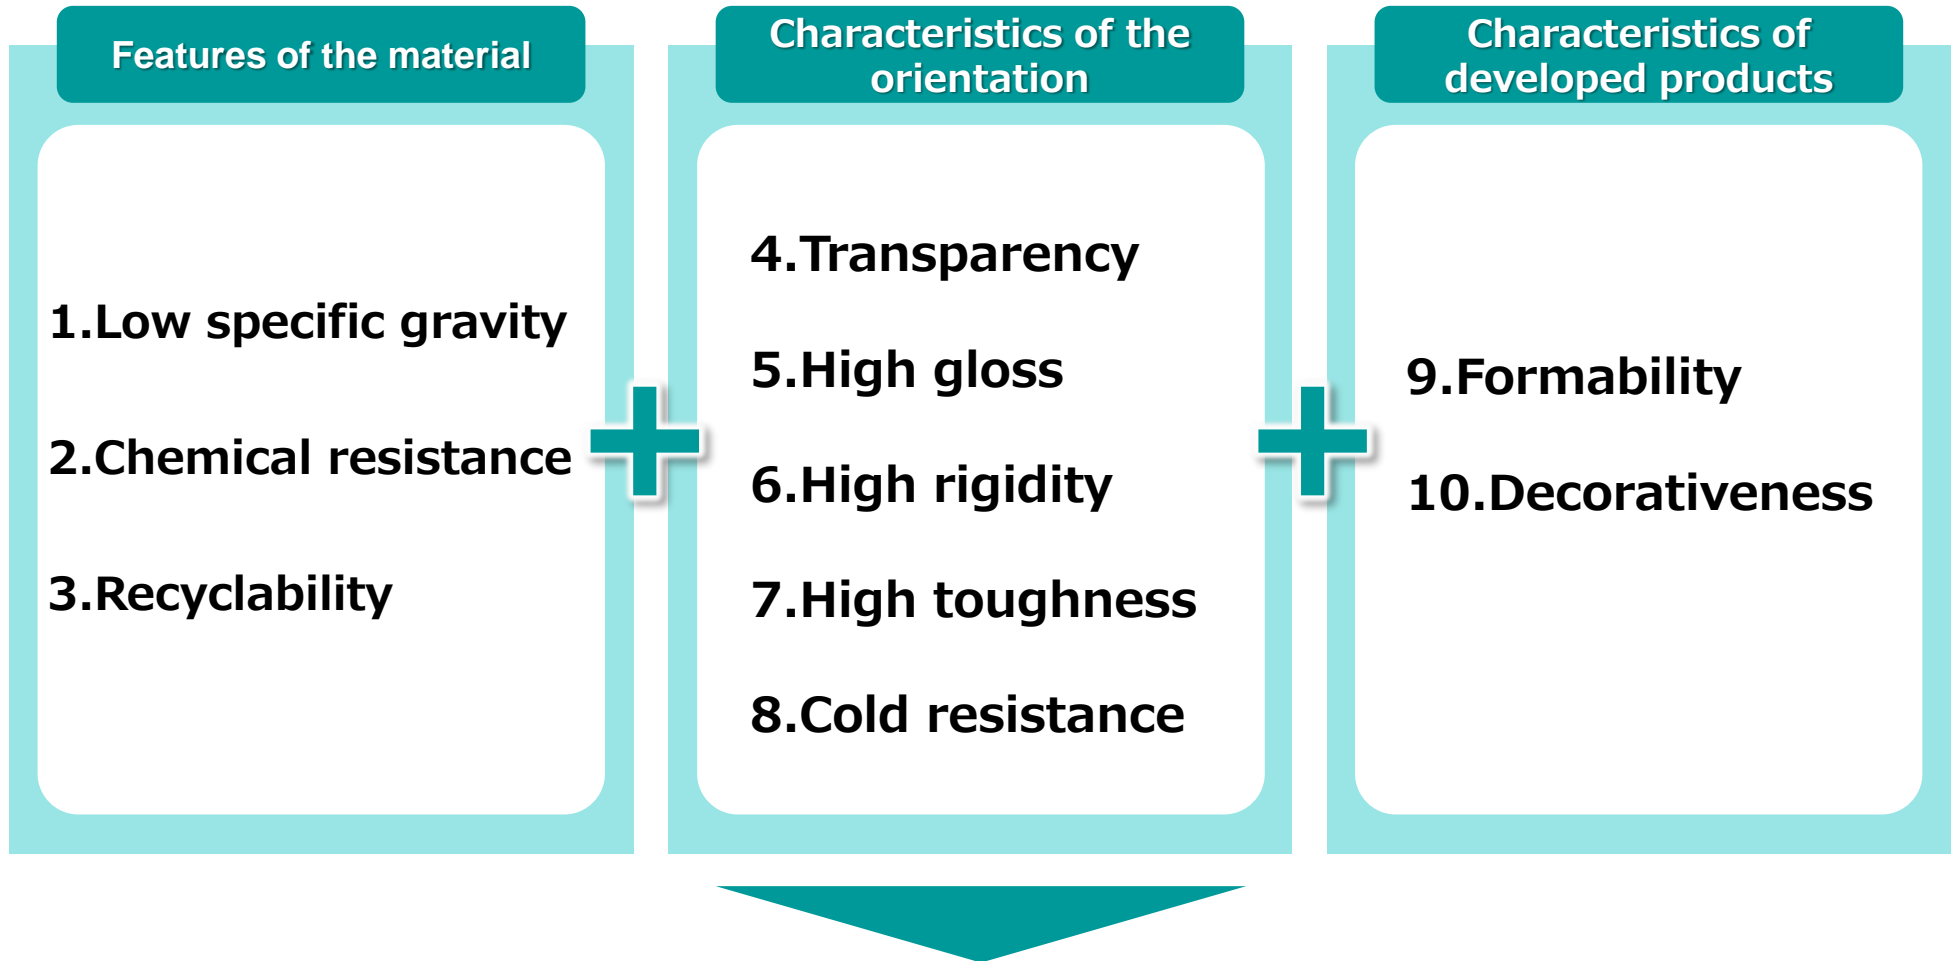 Features of the material
1.Low specific gravity
2.Chemical resistance
3.Recyclability
Characteristics of the
orientation
4.Transparency
5.High gloss
6.High rigidity
7.High toughness
8.Cold resistance
Characteristics of
developed products
9.Formability
10.Decorativeness